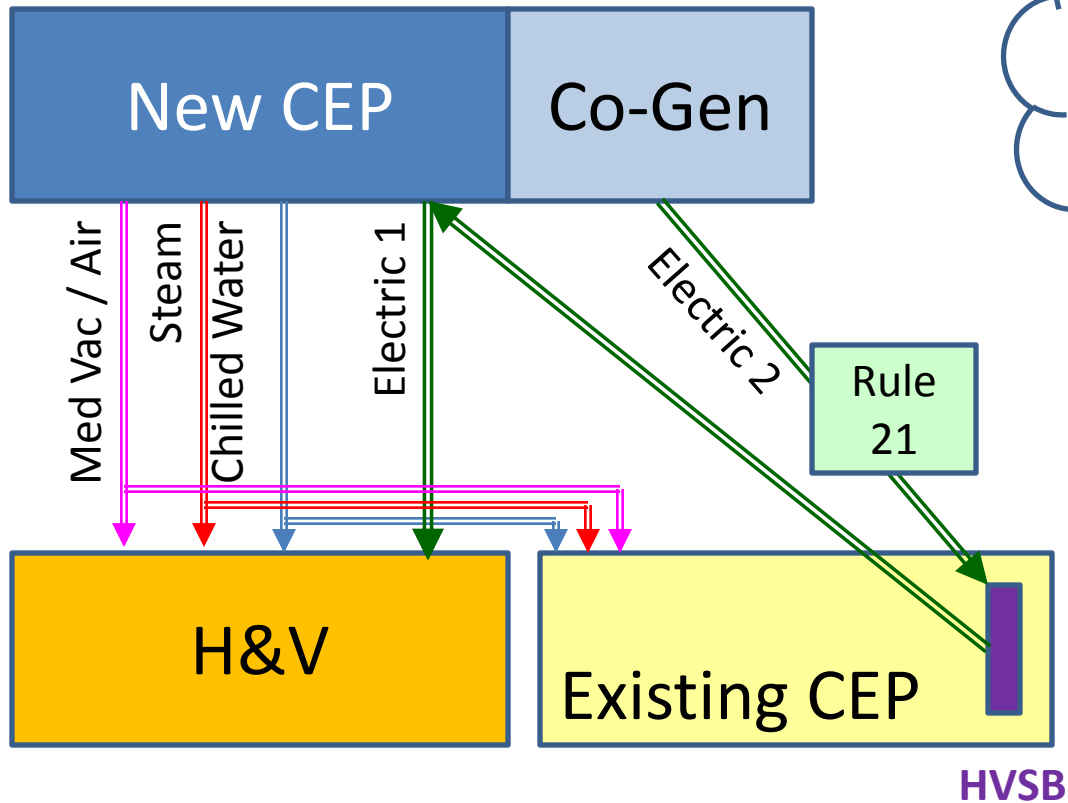 New CEP
Co-Gen
Med Vac / Air
Steam
Chilled Water
Electric 1
Electric 2
Rule
21
H&V
Existing CEP
HVSB